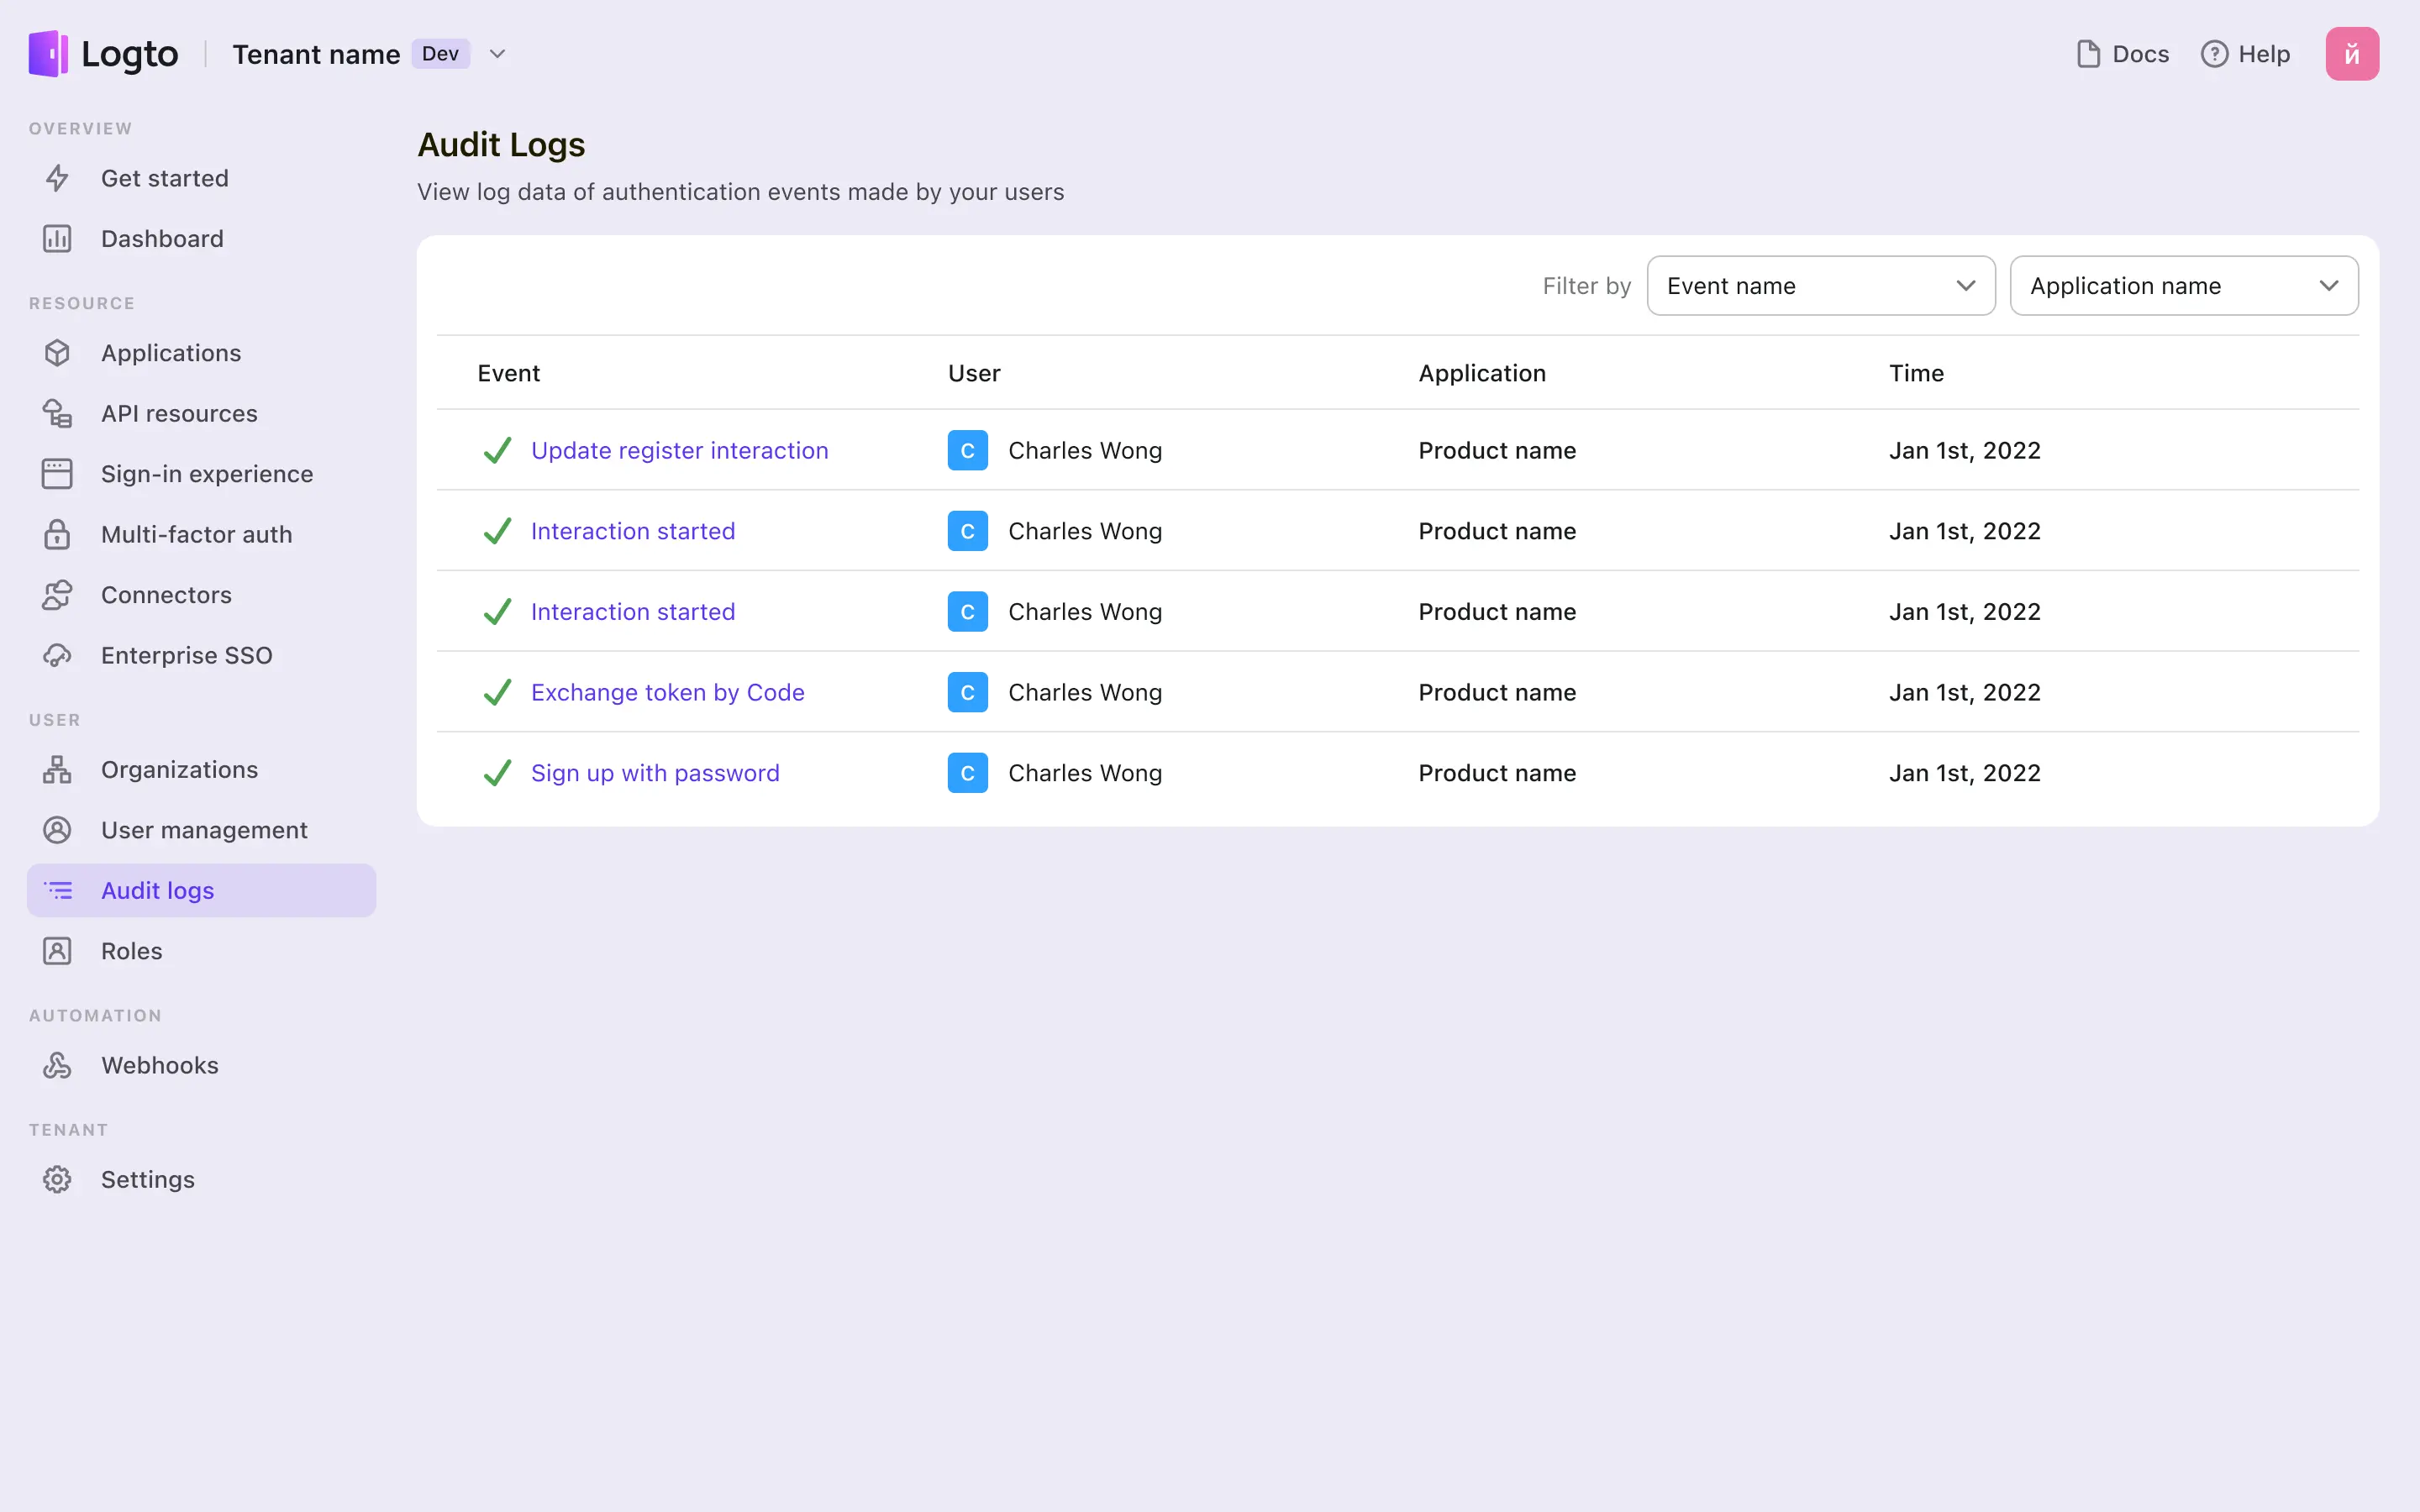 Logto Tenant name Dev Docs Help й
OVERVIEW
Get started
Dashboard
RESOURCE
Applications
API resources
Sign-in experience
Multi-factor auth
Connectors
Enterprise SSO
USER
Organizations
User management
Audit logs
Roles
AUTOMATION
Webhooks
TENANT
Settings
Audit Logs
View log data of authentication events made by your users
Filter by Event name Application name
Event User Application Time
Update register interaction C Charles Wong Product name Jan 1st, 2022
Interaction started C Charles Wong Product name Jan 1st, 2022
Interaction started C Charles Wong Product name Jan 1st, 2022
Exchange token by Code C Charles Wong Product name Jan 1st, 2022
Sign up with password C Charles Wong Product name Jan 1st, 2022